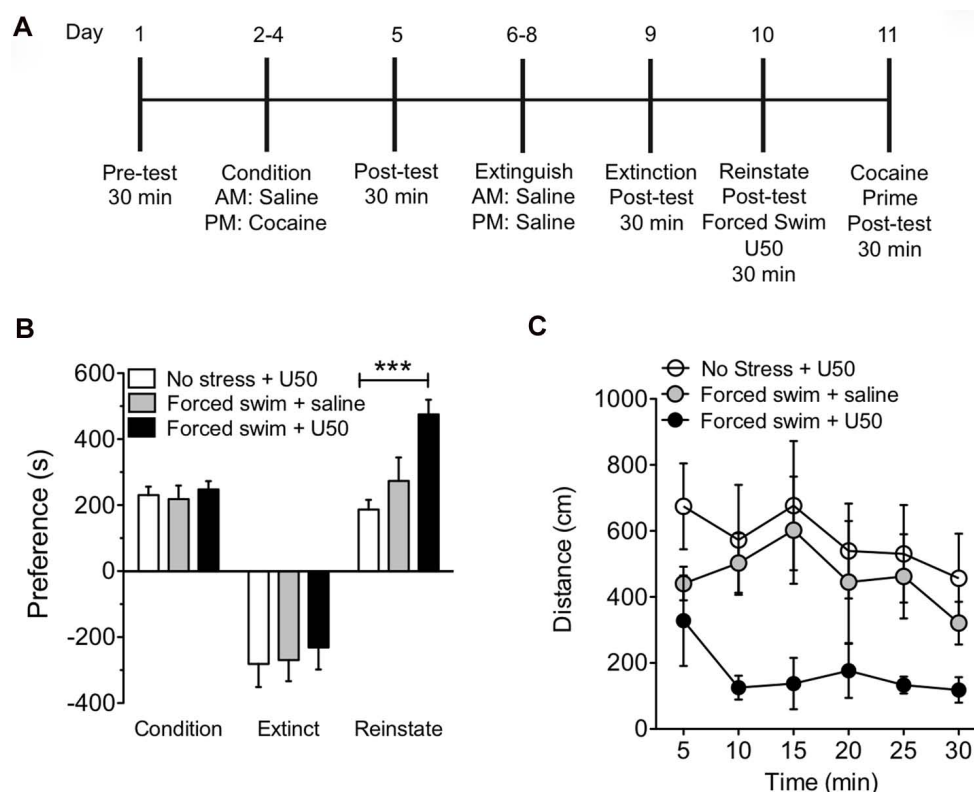 A
Day 1 2-4 5 6-8 9 10 11
Pre-test
30 min
Condition
AM: Saline
PM: Cocaine
Post-test
30 min
Extinguish
AM: Saline
PM: Saline
Extinction
Post-test
30 min
Reinstate
Post-test
Forced Swim
U50
30 min
Cocaine
Prime
Post-test
30 min
B
Preference (s)
600
400
200
0
-200
-400
No stress + U50
Forced swim + saline
Forced swim + U50
***
Condition Extinct Reinstate
C
Distance (cm)
1000
800
600
400
200
0
No Stress + U50
Forced swim + saline
Forced swim + U50
5 10 15 20 25 30
Time (min)